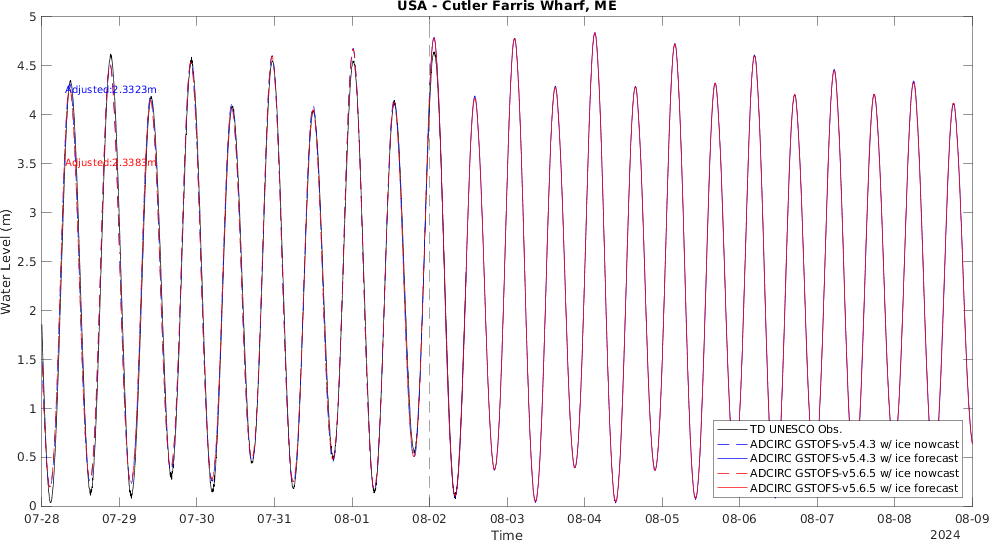 USA - Cutler Farris Wharf, ME
5
4.5
4
3.5
3
2.5
2
1.5
1
0.5
0
Water Level (m)
Adjusted:2.3323m
Adjusted:2.3383m
TD UNESCO Obs.
ADCIRC GSTOFS-v5.4.3 w/ ice nowcast
ADCIRC GSTOFS-v5.4.3 w/ ice forecast
ADCIRC GSTOFS-v5.6.5 w/ ice nowcast
ADCIRC GSTOFS-v5.6.5 w/ ice forecast
07-28 07-29 07-30 07-31 08-01 08-02 08-03 08-04 08-05 08-06 08-07 08-08 08-09
Time
2024